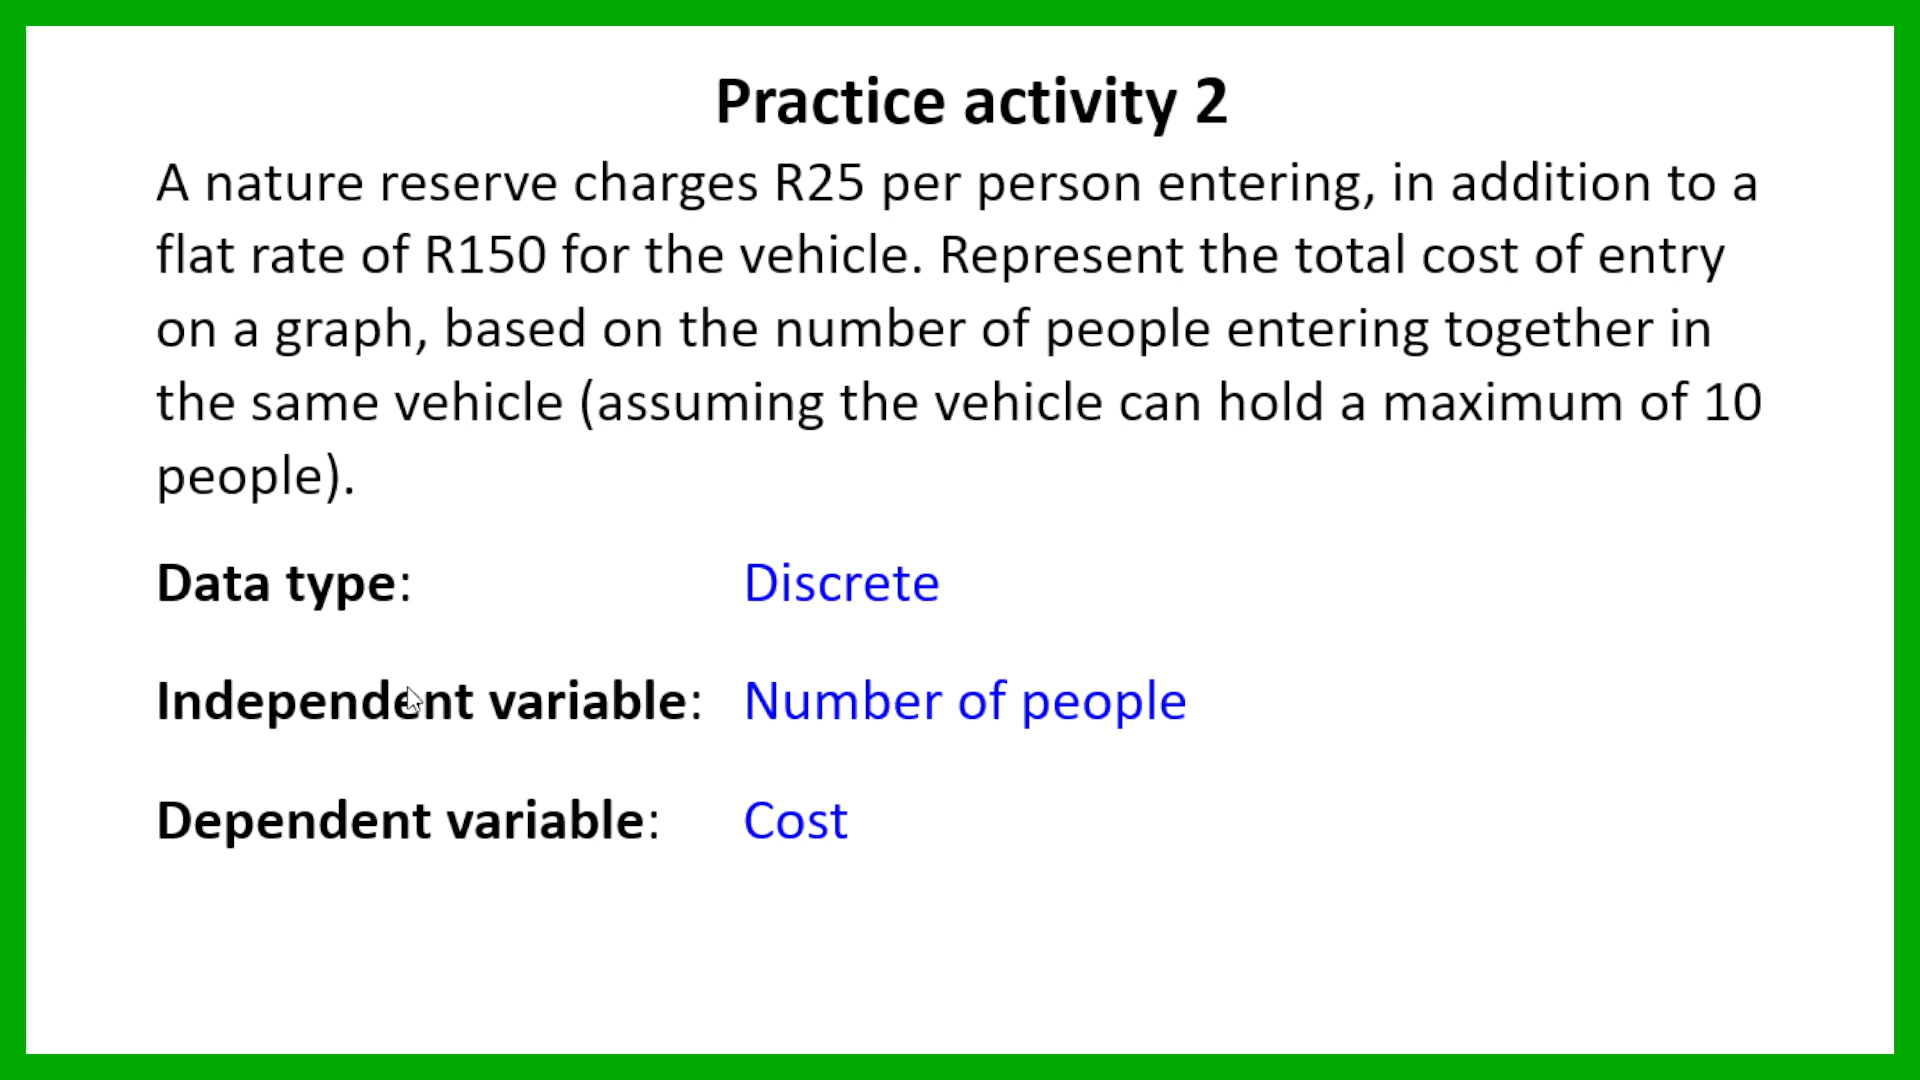 Practice activity 2
A nature reserve charges R25 per person entering, in addition to a
flat rate of R150 for the vehicle. Represent the total cost of entry
on a graph, based on the number of people entering together in
the same vehicle (assuming the vehicle can hold a maximum of 10
people).
Data type: Discrete
Independent variable: Number of people
Dependent variable: Cost